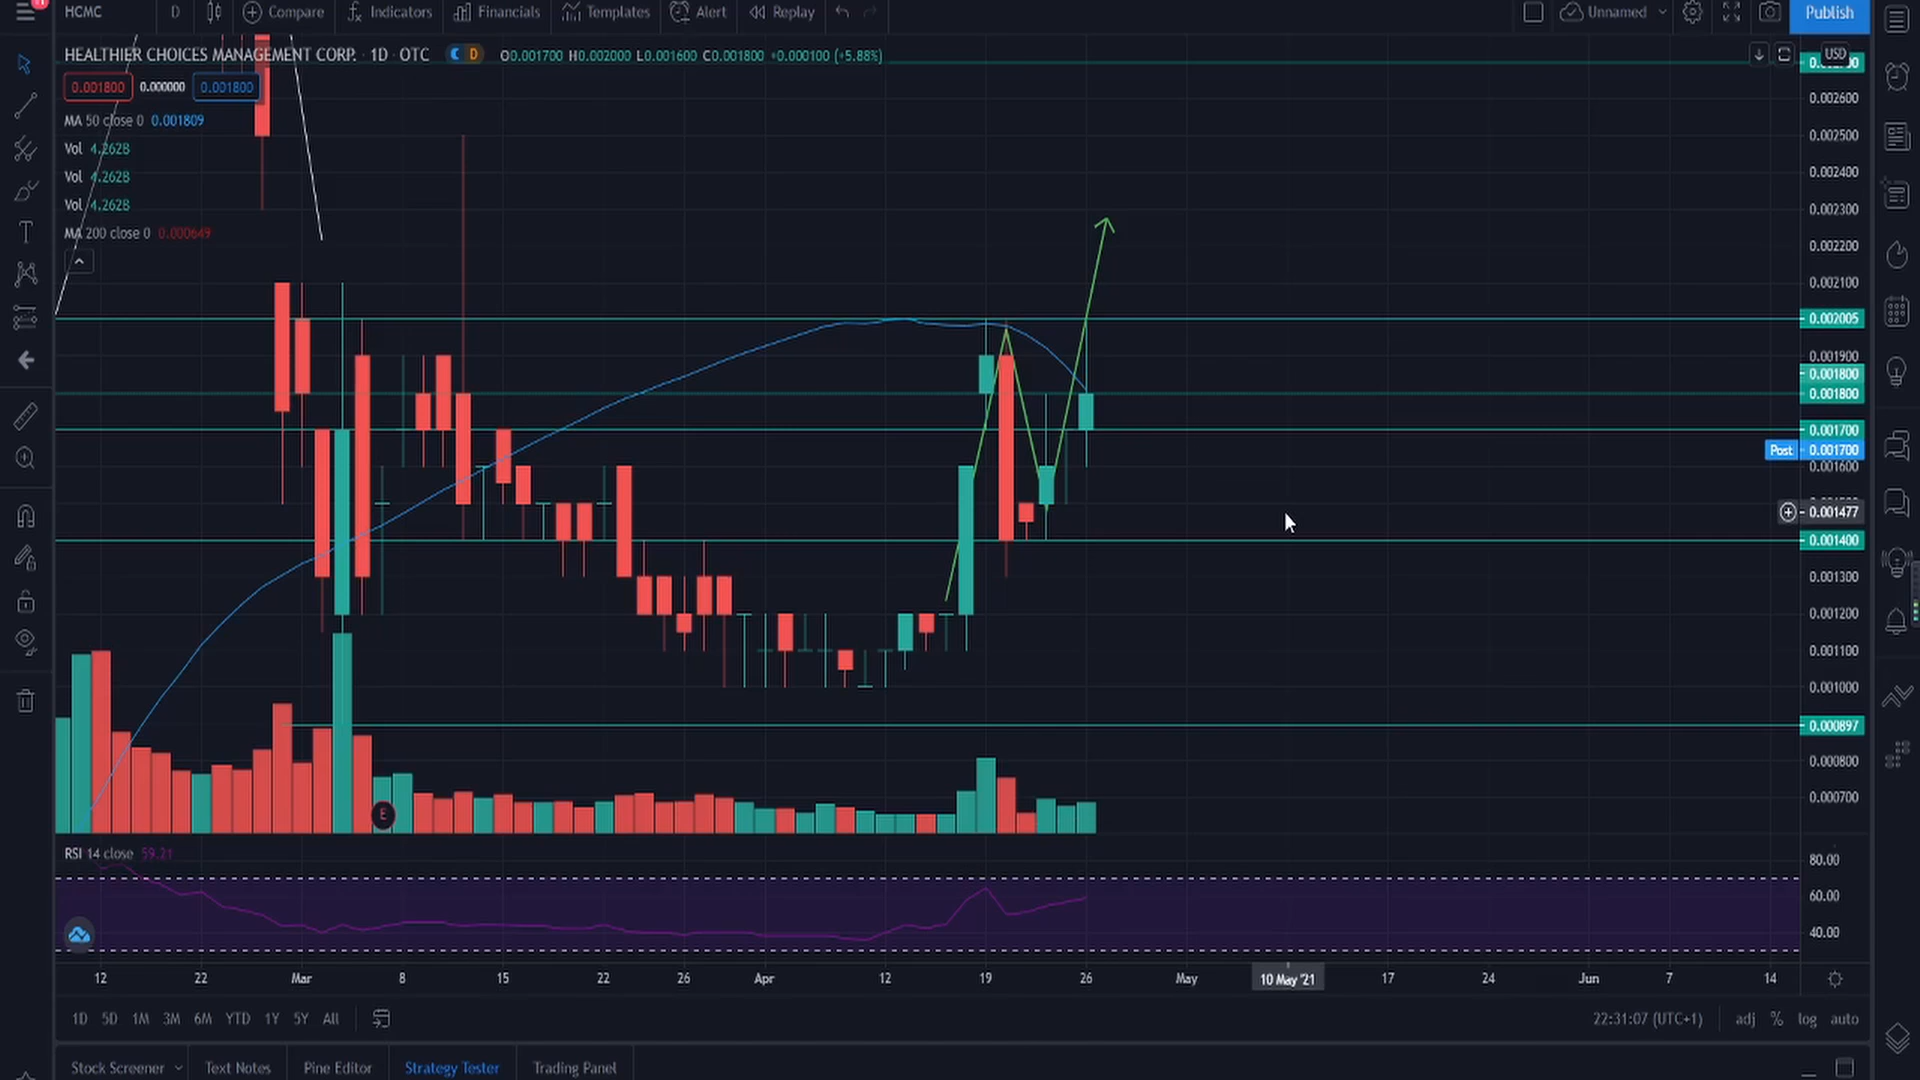 HCMC D Compare Indicators Financials Templates Alert Replay Unnamed Publish
HEALTHIER CHOICES MANAGEMENT CORP. · 1D · OTC D O0.001700 H0.002000 L0.001600 C0.001800 +0.000100 (+5.88%)
USD
0.001800 0.000000 0.001800
MA 50 close 0 0.001809
Vol 4.262B
Vol 4.262B
Vol 4.262B
MA 200 close 0 0.000649
0.002600
0.002500
0.002400
0.002300
0.002200
0.002100
0.002005
0.001900
0.001800
0.001800
0.001700
Post 0.001700
0.001600
0.001477
0.001400
0.001300
0.001200
0.001100
0.001000
0.000897
0.000800
0.000700
E
RSI 14 close 59.21
80.00
60.00
40.00
12 22 Mar 8 15 22 26 Apr 12 19 26 May 10 May '21 17 24 Jun 7 14
1D 5D 1M 3M 6M YTD 1Y 5Y All 22:31:07 (UTC+1) adj % log auto
Stock Screener Text Notes Pine Editor Strategy Tester Trading Panel